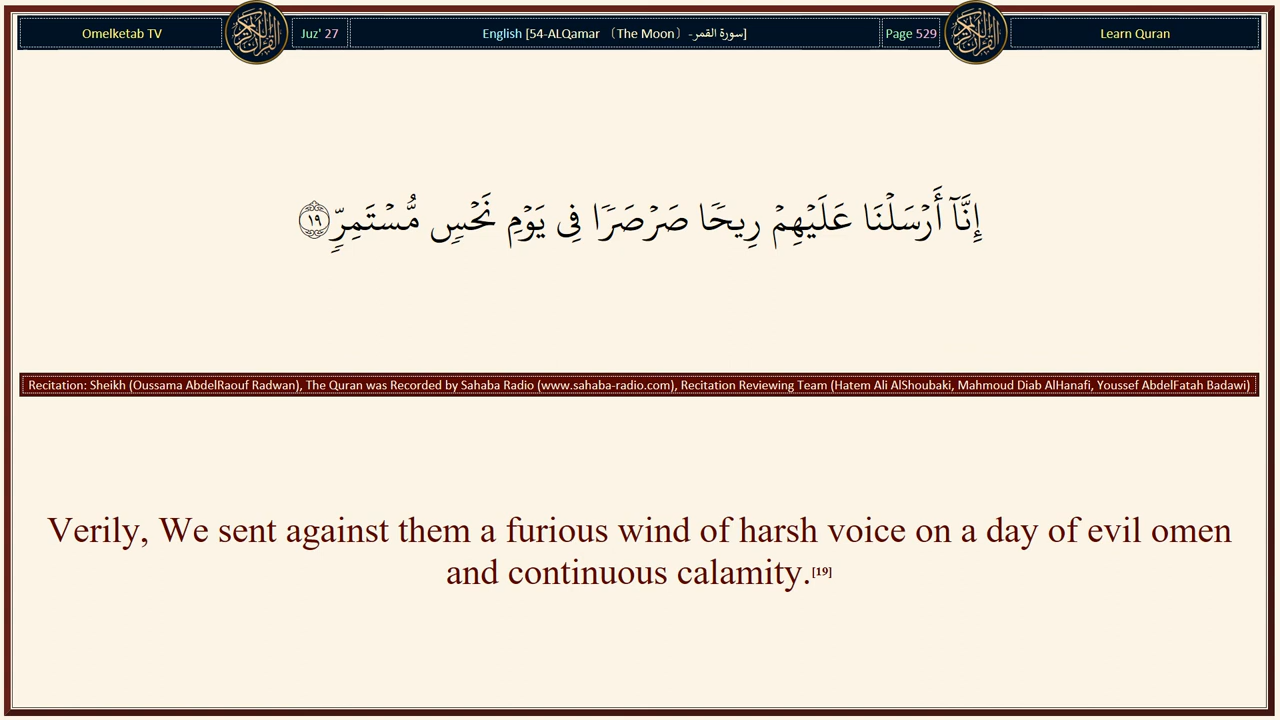 Omelketab TV
Juz' 27
English [54-ALQamar （The Moon）-سورة القمر]
Page 529
Learn Quran
إِنَّآ أَرْسَلْنَا عَلَيْهِمْ رِيحًا صَرْصَرًا فِى يَوْمِ نَحْسٍ مُّسْتَمِرٍّ ١٩
Recitation: Sheikh (Oussama AbdelRaouf Radwan), The Quran was Recorded by Sahaba Radio (www.sahaba-radio.com), Recitation Reviewing Team (Hatem Ali AlShoubaki, Mahmoud Diab AlHanafi, Youssef AbdelFatah Badawi)
Verily, We sent against them a furious wind of harsh voice on a day of evil omen
and continuous calamity.[19]